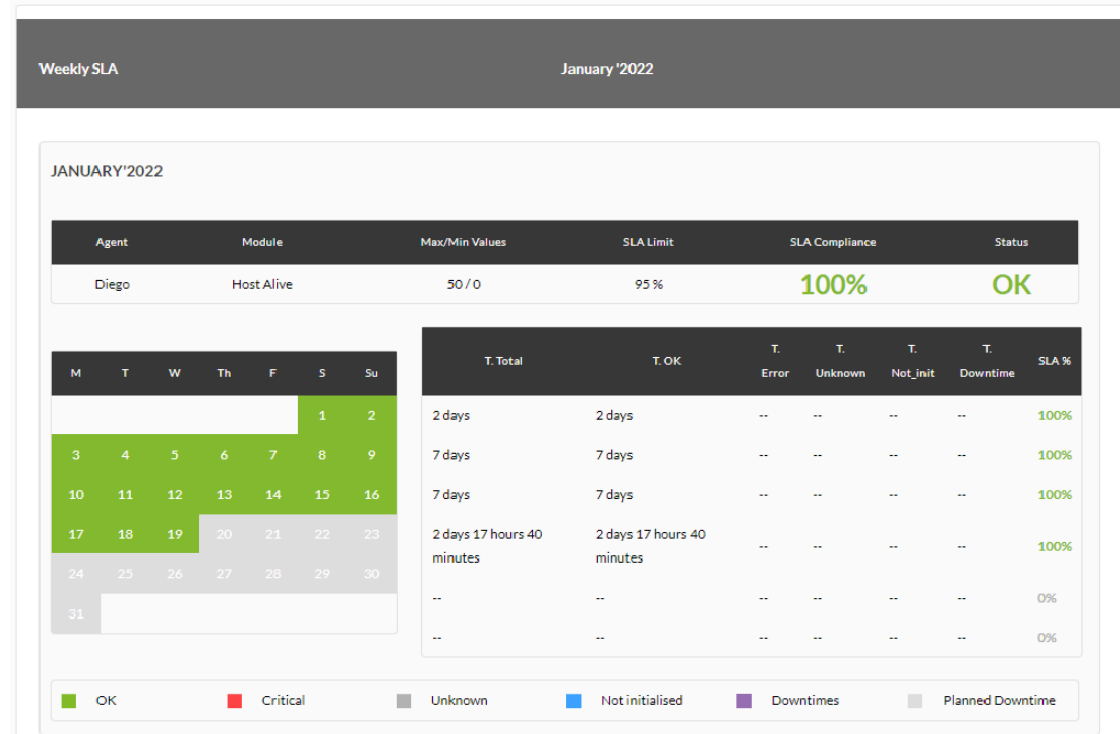 Weekly SLA January '2022
JANUARY'2022
Agent Module Max/Min Values SLA Limit SLA Compliance Status
Diego Host Alive 50 / 0 95 % 100% OK
M T W Th F S Su
1 2
3 4 5 6 7 8 9
10 11 12 13 14 15 16
17 18 19 20 21 22 23
24 25 26 27 28 29 30
31
T. Total T. OK T. Error T. Unknown T. Not_init T. Downtime SLA %
2 days 2 days -- -- -- -- 100%
7 days 7 days -- -- -- -- 100%
7 days 7 days -- -- -- -- 100%
2 days 17 hours 40 minutes 2 days 17 hours 40 minutes -- -- -- -- 100%
-- -- -- -- -- -- 0%
-- -- -- -- -- -- 0%
OK Critical Unknown Not initialised Downtimes Planned Downtime